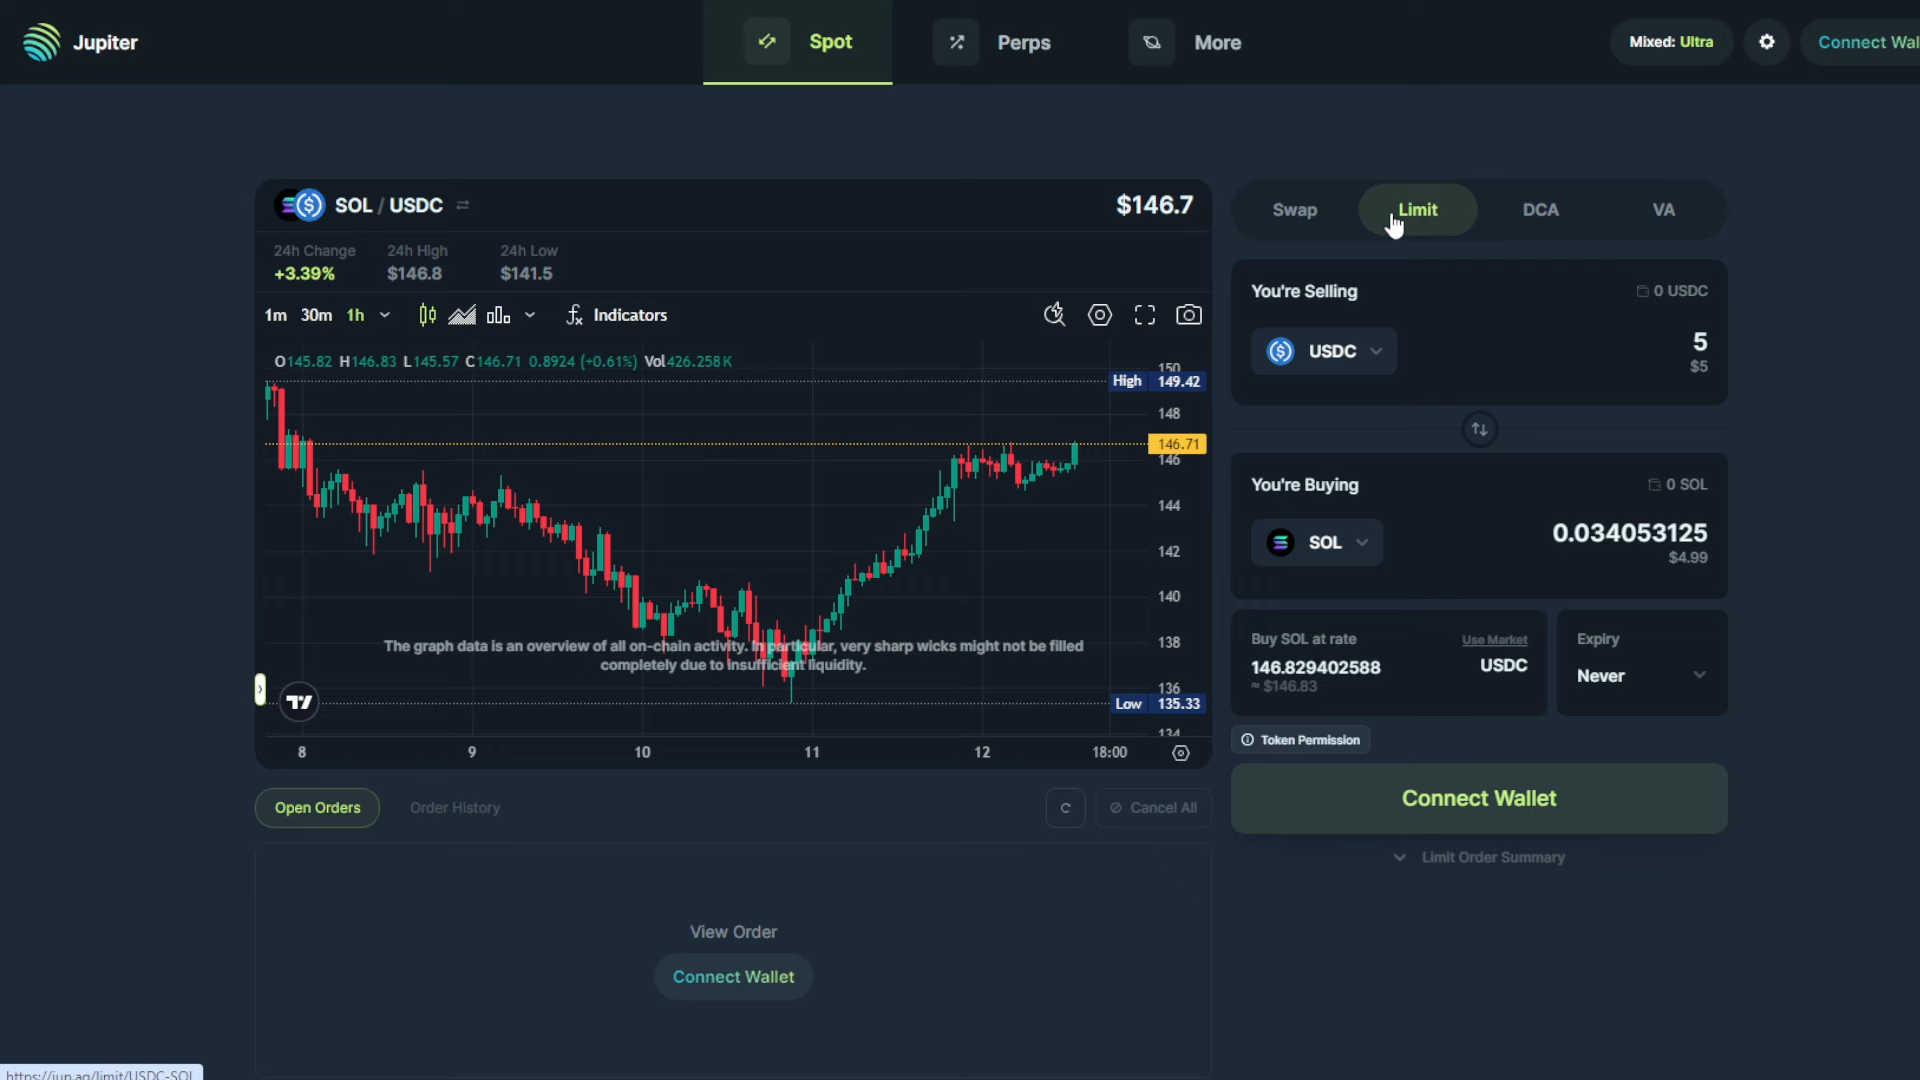 Jupiter
Spot
Perps
More
Mixed: Ultra
Connect Wal
SOL / USDC
$146.7
24h Change
24h High
24h Low
+3.39%
$146.8
$141.5
1m 30m 1h
Indicators
O145.82 H146.83 L145.57 C146.71 0.8924 (+0.61%) Vol426.258K
150
High 149.42
148
146.71
146
144
142
140
138
136
Low 135.33
134
The graph data is an overview of all on-chain activity. In particular, very sharp wicks might not be filled
completely due to insufficient liquidity.
8 9 10 11 12 18:00
Open Orders
Order History
Cancel All
View Order
Connect Wallet
Swap
Limit
DCA
VA
You're Selling
0 USDC
USDC
5
$5
You're Buying
0 SOL
SOL
0.034053125
$4.99
Buy SOL at rate
Use Market
146.829402588
USDC
≈ $146.83
Expiry
Never
Token Permission
Connect Wallet
Limit Order Summary
https://jup.ag/limit/USDC-SOL